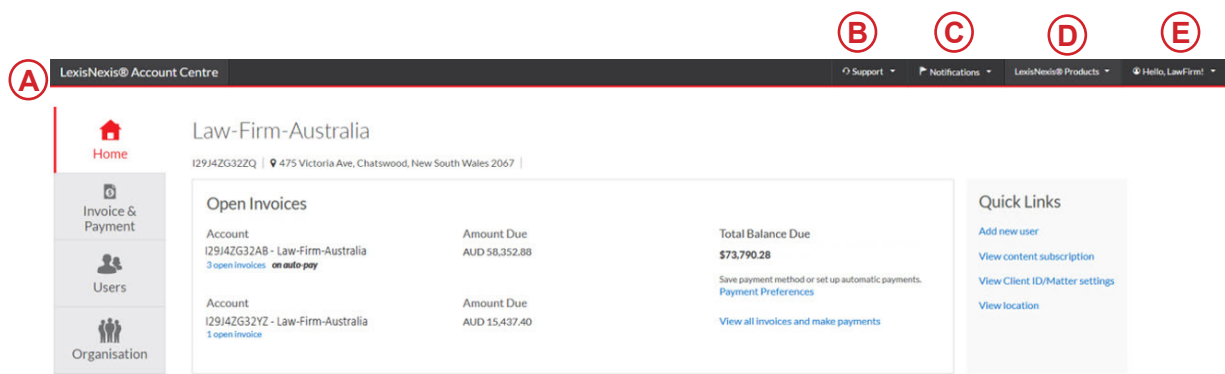 B C D E
A
LexisNexis® Account Centre Support Notifications LexisNexis® Products Hello, LawFirm!
Home
Invoice &
Payment
Users
Organisation
Law-Firm-Australia
I29J4ZG32ZQ 475 Victoria Ave, Chatswood, New South Wales 2067
Open Invoices
Account Amount Due
I29J4ZG32AB - Law-Firm-Australia AUD 58,352.88
3 open invoices on auto-pay
Account Amount Due
I29J4ZG32YZ - Law-Firm-Australia AUD 15,437.40
1 open invoice
Total Balance Due
$73,790.28
Save payment method or set up automatic payments.
Payment Preferences
View all invoices and make payments
Quick Links
Add new user
View content subscription
View Client ID/Matter settings
View location